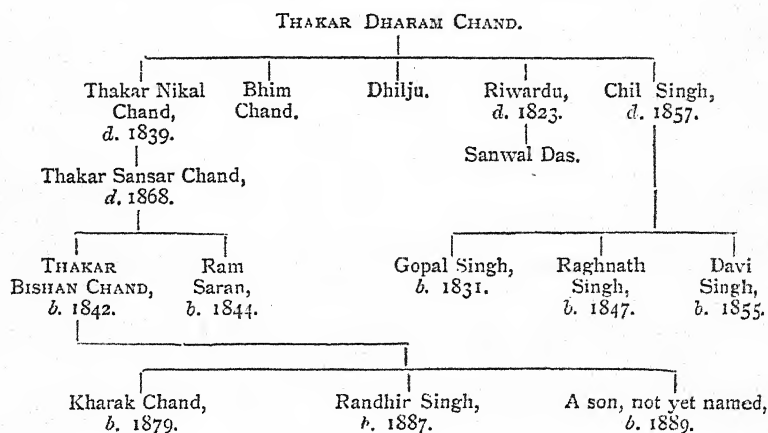 THAKAR DHARAM CHAND.
Thakar Nikal Chand, d. 1839.
Bhim Chand.
Dhilju.
Riwardu, d. 1823.
Chil Singh, d. 1857.
Sanwal Das.
Thakar Sansar Chand, d. 1868.
THAKAR BISHAN CHAND, b. 1842.
Ram Saran, b. 1844.
Gopal Singh, b. 1831.
Raghnath Singh, b. 1847.
Davi Singh, b. 1855.
Kharak Chand, b. 1879.
Randhir Singh, b. 1887.
A son, not yet named, b. 1889.